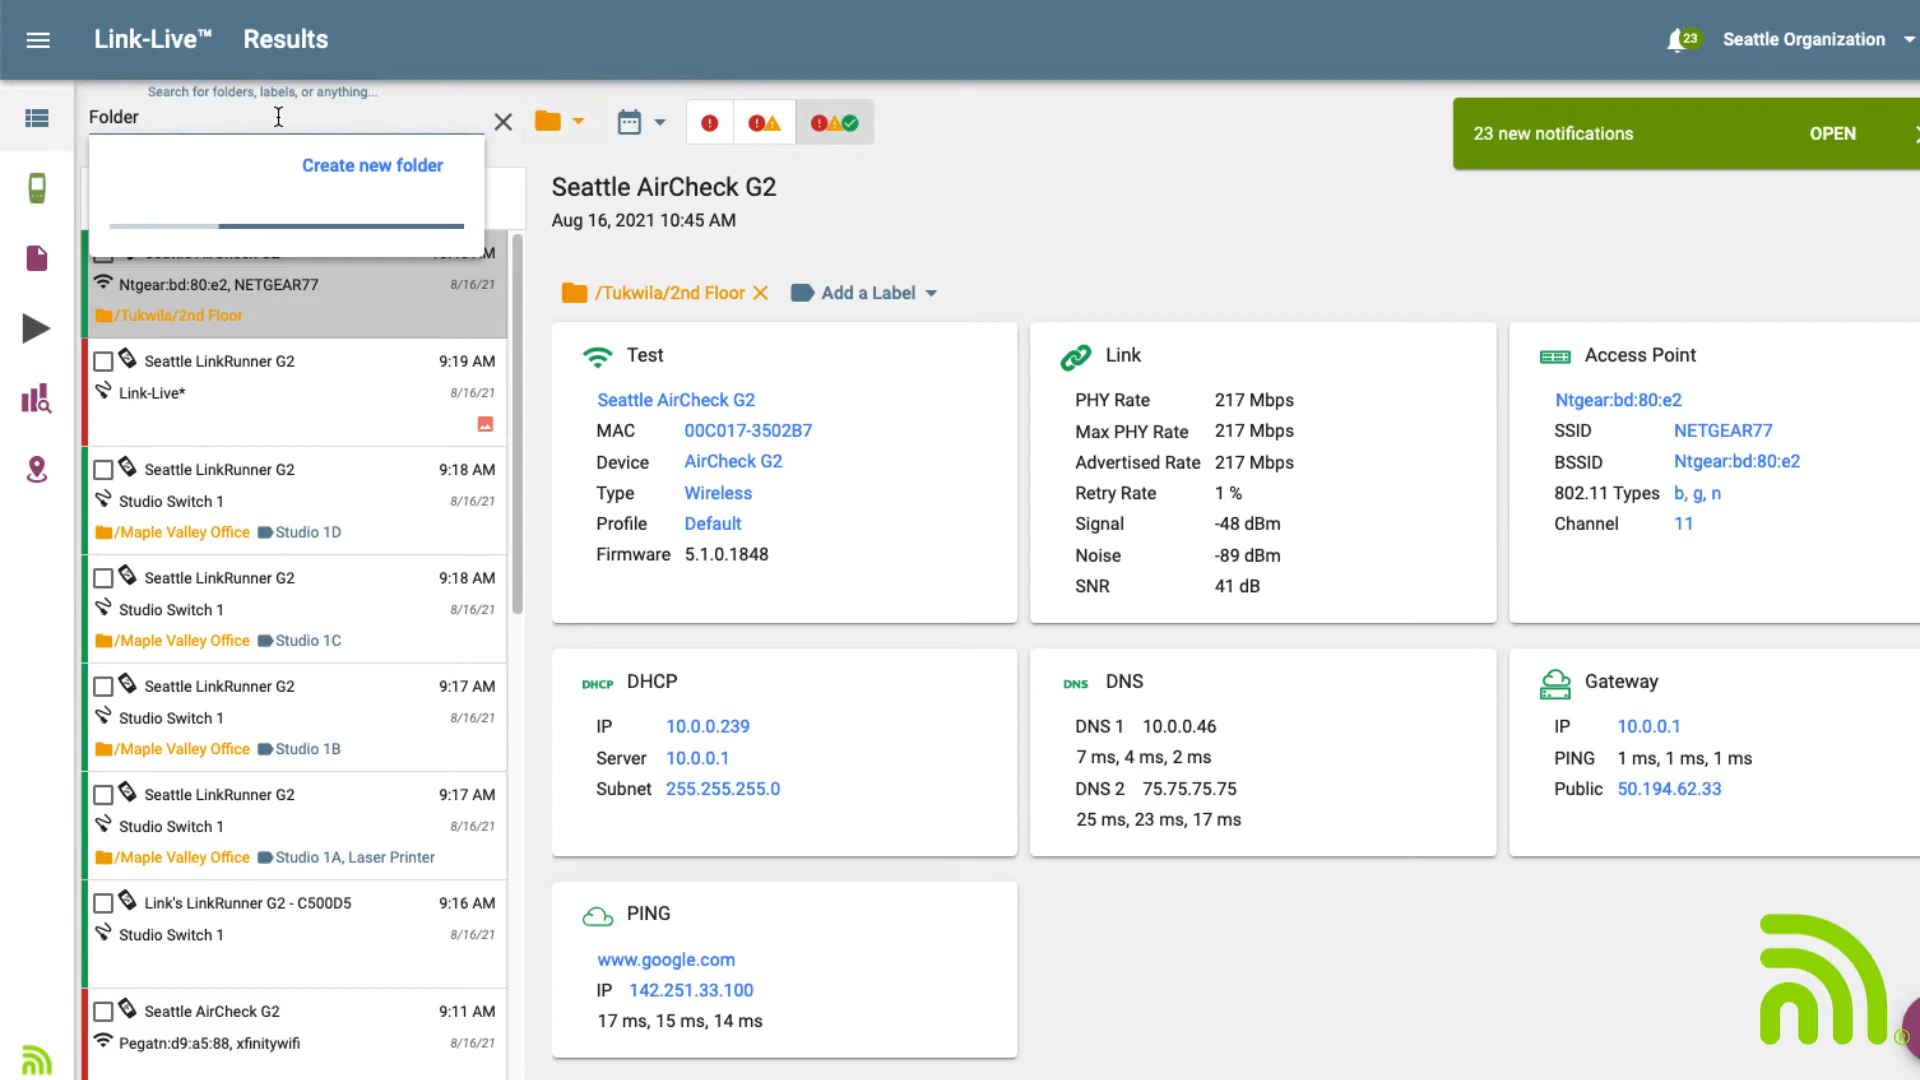 Link-Live™ Results
23
Seattle Organization
Search for folders, labels, or anything...
Folder
Create new folder
23 new notifications OPEN
Seattle AirCheck G2
Aug 16, 2021 10:45 AM
/Tukwila/2nd Floor
Add a Label
Ntgear:bd:80:e2, NETGEAR77 8/16/21
/Tukwila/2nd Floor
Seattle LinkRunner G2 9:19 AM
Link-Live* 8/16/21
Seattle LinkRunner G2 9:18 AM
Studio Switch 1 8/16/21
/Maple Valley Office Studio 1D
Seattle LinkRunner G2 9:18 AM
Studio Switch 1 8/16/21
/Maple Valley Office Studio 1C
Seattle LinkRunner G2 9:17 AM
Studio Switch 1 8/16/21
/Maple Valley Office Studio 1B
Seattle LinkRunner G2 9:17 AM
Studio Switch 1 8/16/21
/Maple Valley Office Studio 1A, Laser Printer
Link's LinkRunner G2 - C500D5 9:16 AM
Studio Switch 1 8/16/21
Seattle AirCheck G2 9:11 AM
Pegatn:d9:a5:88, xfinitywifi 8/16/21
Test
Seattle AirCheck G2
MAC 00C017-3502B7
Device AirCheck G2
Type Wireless
Profile Default
Firmware 5.1.0.1848
Link
PHY Rate 217 Mbps
Max PHY Rate 217 Mbps
Advertised Rate 217 Mbps
Retry Rate 1 %
Signal -48 dBm
Noise -89 dBm
SNR 41 dB
Access Point
Ntgear:bd:80:e2
SSID NETGEAR77
BSSID Ntgear:bd:80:e2
802.11 Types b, g, n
Channel 11
DHCP DHCP
IP 10.0.0.239
Server 10.0.0.1
Subnet 255.255.255.0
DNS DNS
DNS 1 10.0.0.46
7 ms, 4 ms, 2 ms
DNS 2 75.75.75.75
25 ms, 23 ms, 17 ms
Gateway
IP 10.0.0.1
PING 1 ms, 1 ms, 1 ms
Public 50.194.62.33
PING
www.google.com
IP 142.251.33.100
17 ms, 15 ms, 14 ms